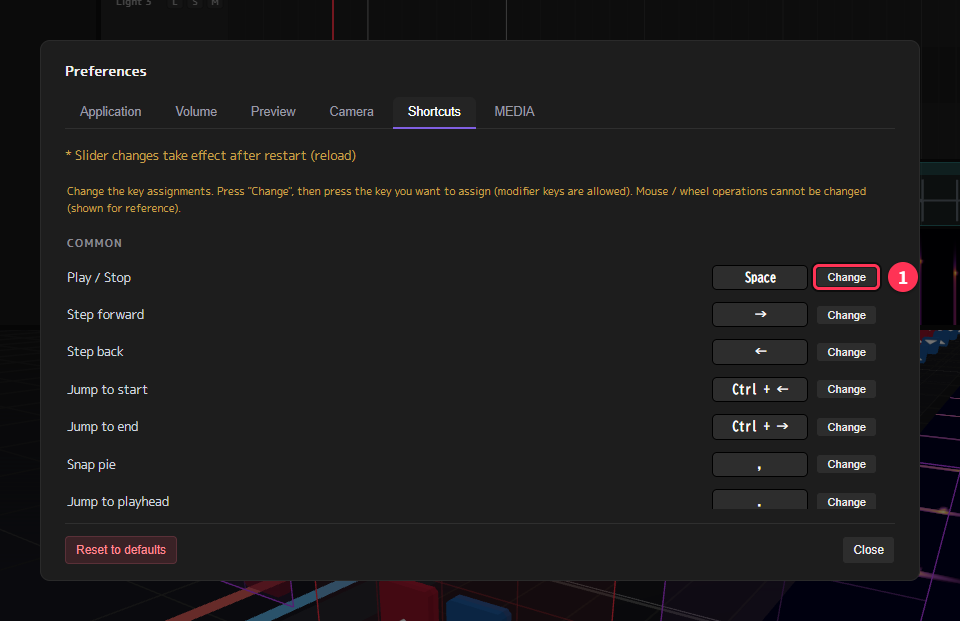 Light 3 L S M
Preferences
Application Volume Preview Camera Shortcuts MEDIA
* Slider changes take effect after restart (reload)
Change the key assignments. Press "Change", then press the key you want to assign (modifier keys are allowed). Mouse / wheel operations cannot be changed
(shown for reference).
COMMON
Play / Stop Space Change 1
Step forward → Change
Step back ← Change
Jump to start Ctrl + ← Change
Jump to end Ctrl + → Change
Snap pie , Change
Jump to playhead . Change
Reset to defaults Close